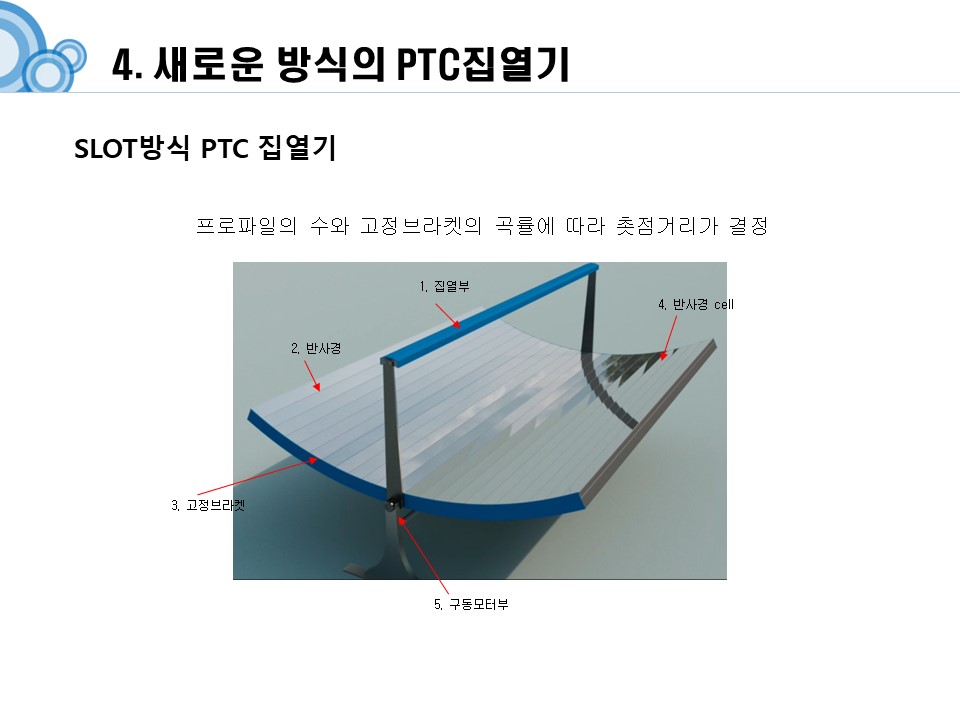 4. 새로운 방식의 PTC집열기
SLOT방식 PTC 집열기
프로파일의 수와 고정브라켓의 곡률에 따라 촛점거리가 결정
1. 집열부
4. 반사경 cell
2. 반사경
3. 고정브라켓
5. 구동모터부